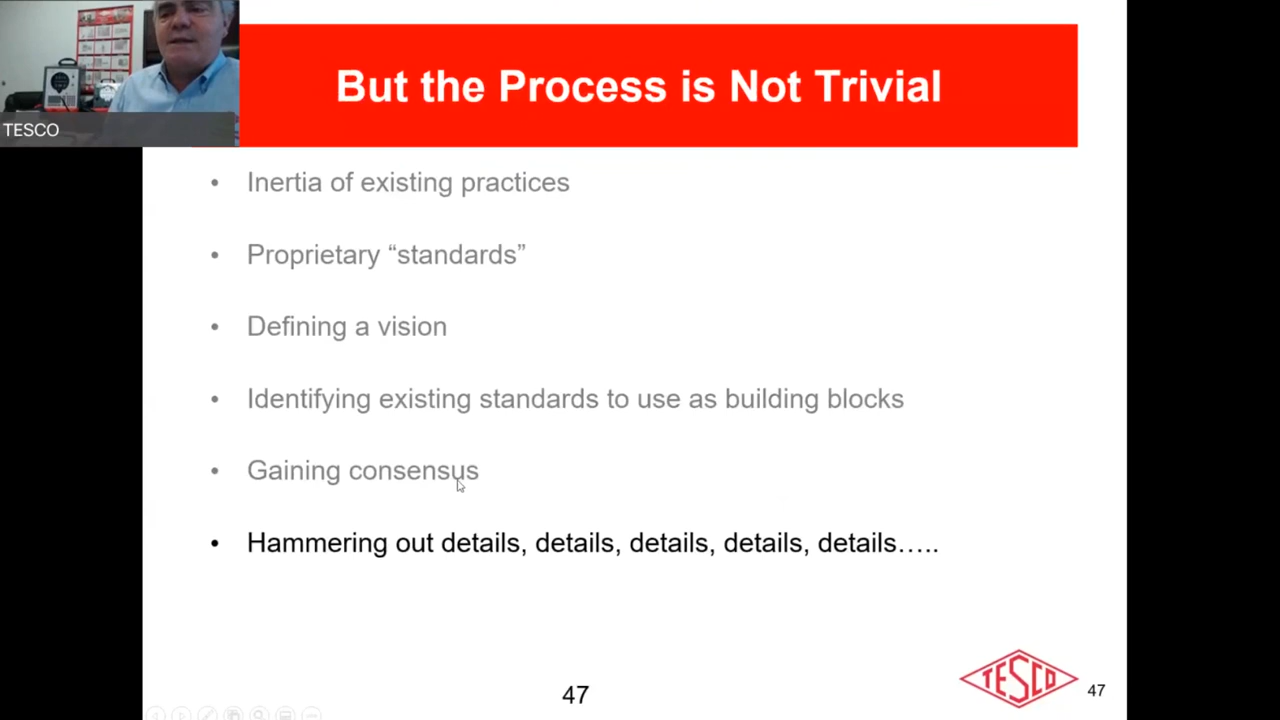 But the Process is Not Trivial
TESCO
• Inertia of existing practices
• Proprietary “standards”
• Defining a vision
• Identifying existing standards to use as building blocks
• Gaining consensus
• Hammering out details, details, details, details, details…..
47
TESCO
47